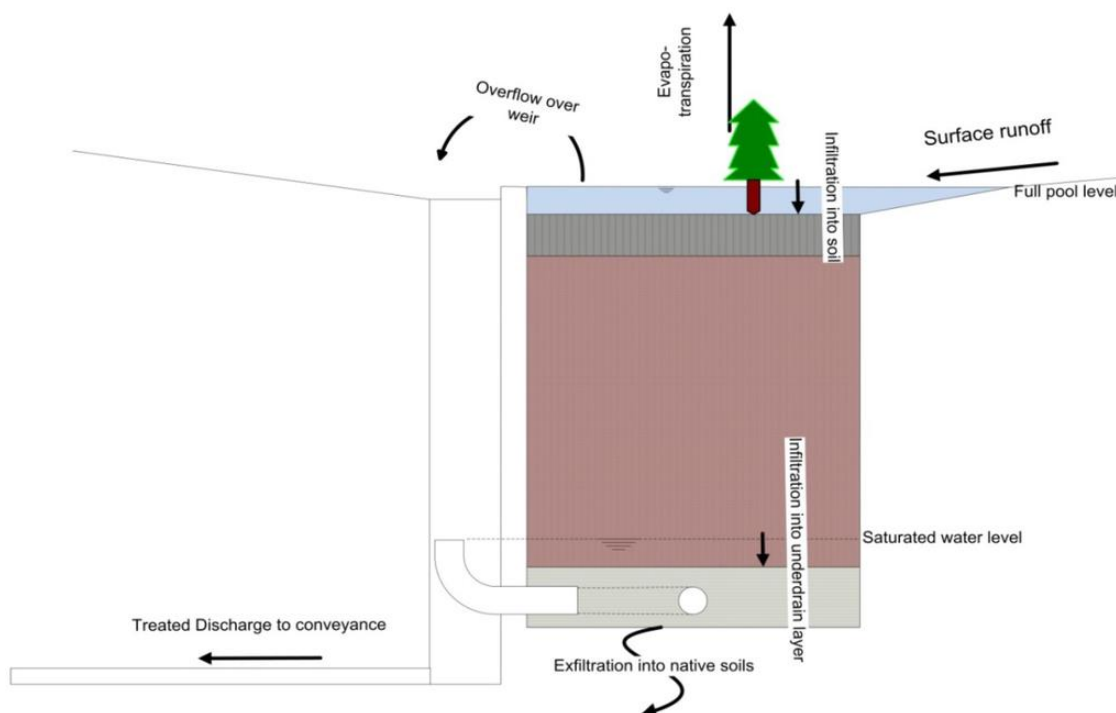 Evapo-
transpiration
Overflow over
weir
Surface runoff
Infiltration into soil
Full pool level
Infiltration into underdrain layer
Saturated water level
Treated Discharge to conveyance
Exfiltration into native soils